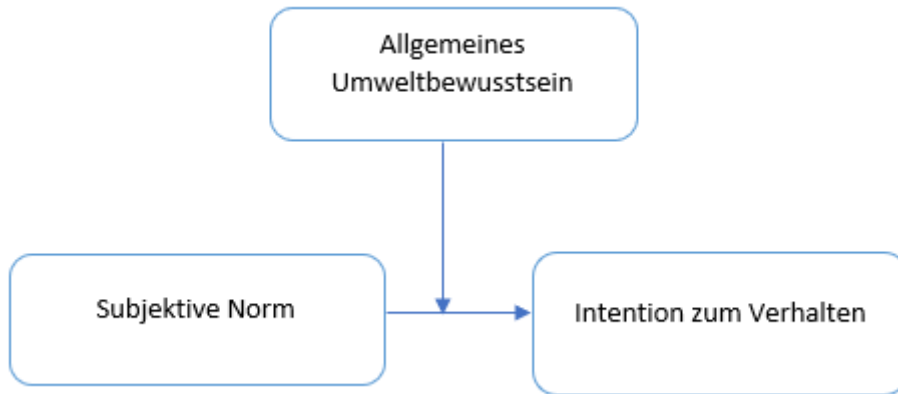 Allgemeines
Umweltbewusstsein
Subjektive Norm
Intention zum Verhalten